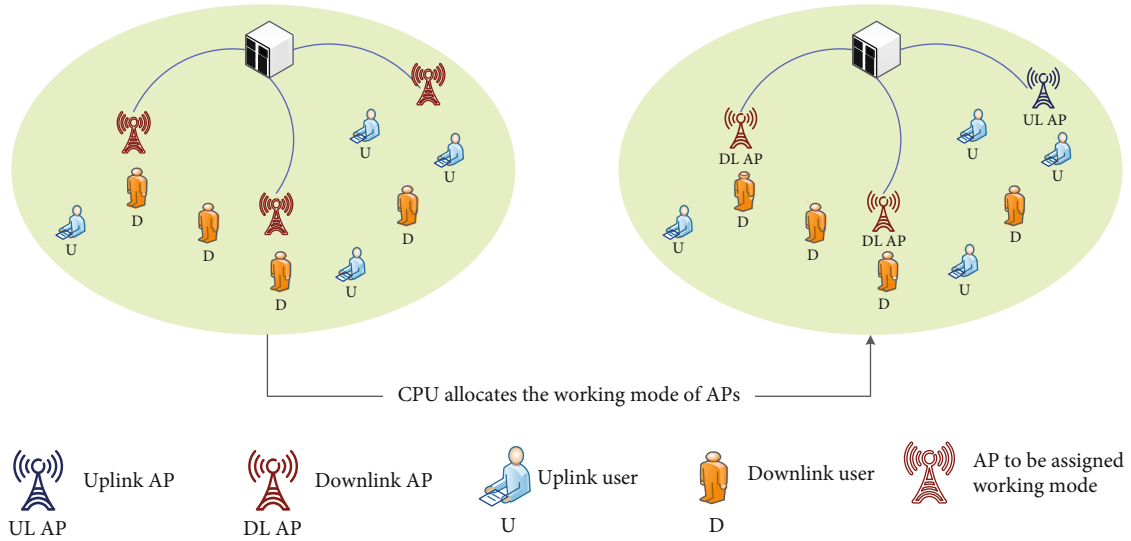 UL AP
U
U
U
U
DL AP
U
U
D
D
D
D
U
D
D
DL AP
D
U
D
U
CPU allocates the working mode of APs
Uplink AP
Downlink AP
Uplink user
Downlink user
AP to be assigned
working mode
UL AP
DL AP
U
D